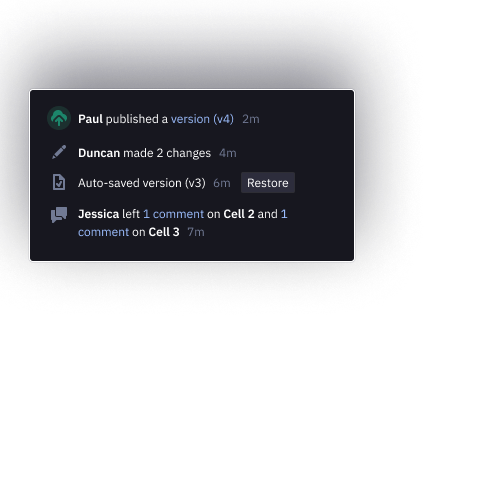 Paul published a version (v4) 2m
Duncan made 2 changes 4m
Auto-saved version (v3) 6m Restore
Jessica left 1 comment on Cell 2 and 1
comment on Cell 3 7m